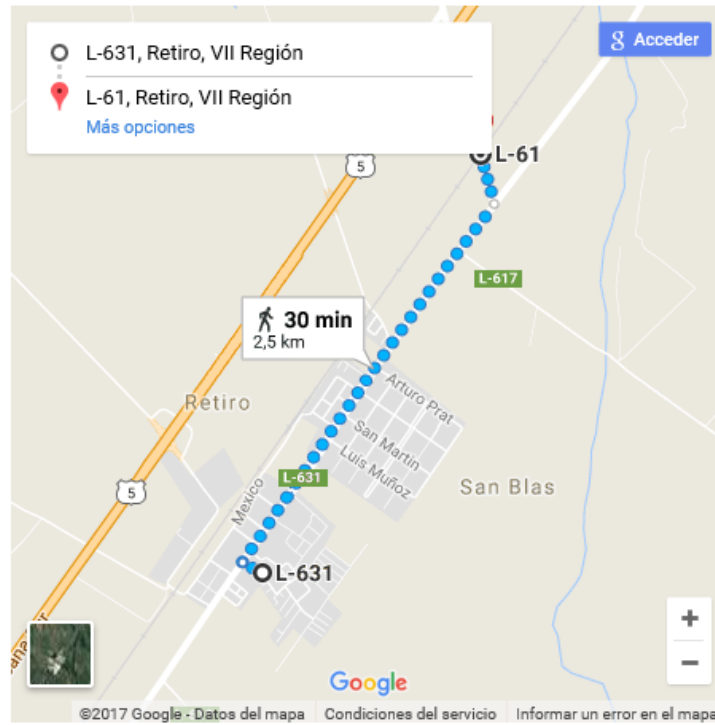 L-631, Retiro, VII Región
Acceder
L-61, Retiro, VII Región
Más opciones
5
L-61
L-617
30 min
2,5 km
Arturo Prat
Retiro
San Martin
Luis Muñoz
L-631
Mexico
5
San Blas
L-631
Google
©2017 Google - Datos del mapa
Condiciones del servicio
Informar un error en el mapa